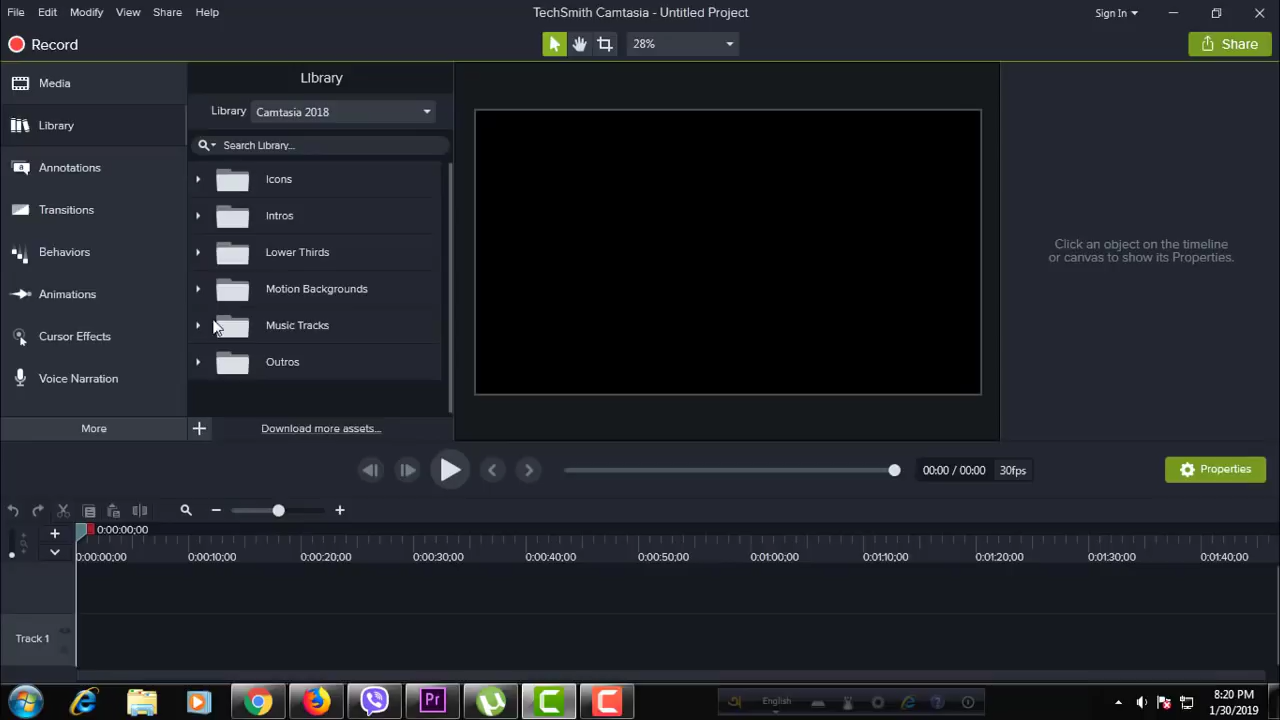 File Edit Modify View Share Help
TechSmith Camtasia - Untitled Project
Sign In
Record
28%
Share
Media
Library
Annotations
Transitions
Behaviors
Animations
Cursor Effects
Voice Narration
More
Library
Library Camtasia 2018
Search Library...
Icons
Intros
Lower Thirds
Motion Backgrounds
Music Tracks
Outros
Download more assets...
Click an object on the timeline
or canvas to show its Properties.
00:00 / 00:00 30fps
Properties
0:00:00;00
0:00:00;00 0:00:10;00 0:00:20;00 0:00:30;00 0:00:40;00 0:00:50;00 0:01:00;00 0:01:10;00 0:01:20;00 0:01:30;00 0:01:40;00
Track 1
Pr
English
8:20 PM
1/30/2019